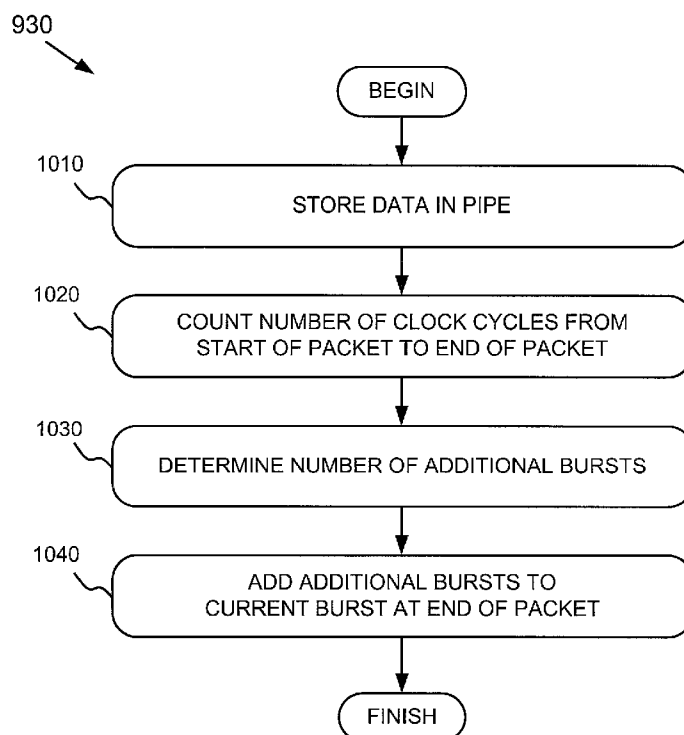 930
BEGIN
1010
STORE DATA IN PIPE
1020
COUNT NUMBER OF CLOCK CYCLES FROM
START OF PACKET TO END OF PACKET
1030
DETERMINE NUMBER OF ADDITIONAL BURSTS
1040
ADD ADDITIONAL BURSTS TO
CURRENT BURST AT END OF PACKET
FINISH